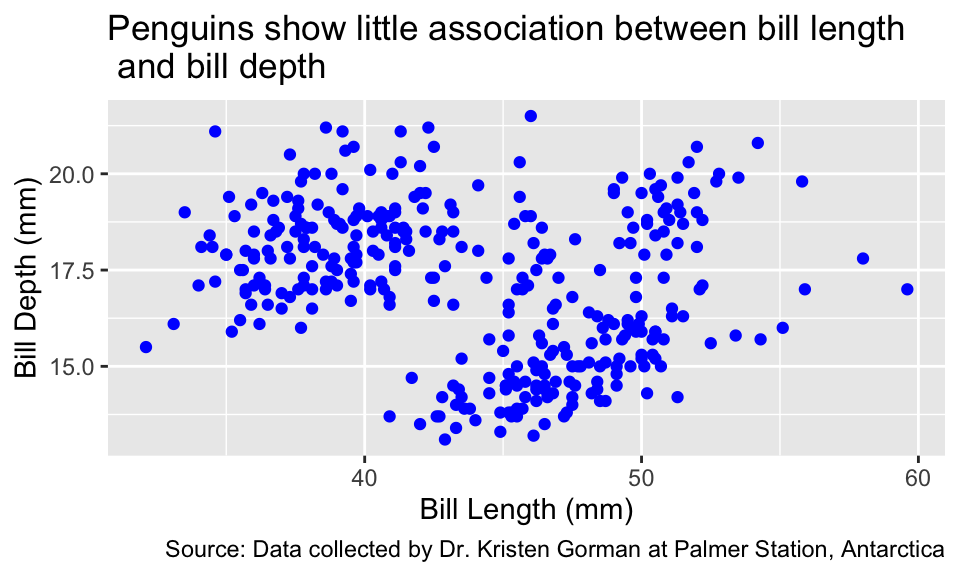 Penguins show little association between bill length
and bill depth
20.0
17.5
15.0
Bill Depth (mm)
40 50 60
Bill Length (mm)
Source: Data collected by Dr. Kristen Gorman at Palmer Station, Antarctica